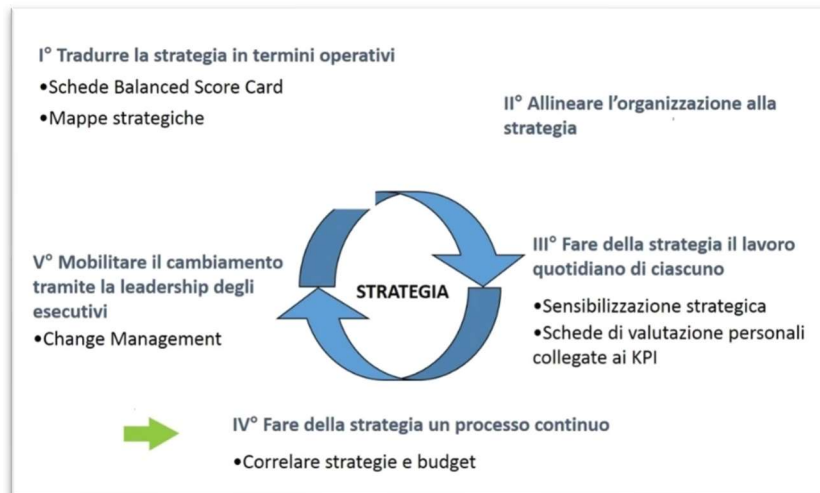 I° Tradurre la strategia in termini operativi
•Schede Balanced Score Card
•Mappe strategiche
II° Allineare l'organizzazione alla
strategia
III° Fare della strategia il lavoro
quotidiano di ciascuno
•Sensibilizzazione strategica
•Schede di valutazione personali
collegate ai KPI
STRATEGIA
V° Mobilitare il cambiamento
tramite la leadership degli
esecutivi
•Change Management
IV° Fare della strategia un processo continuo
•Correlare strategie e budget